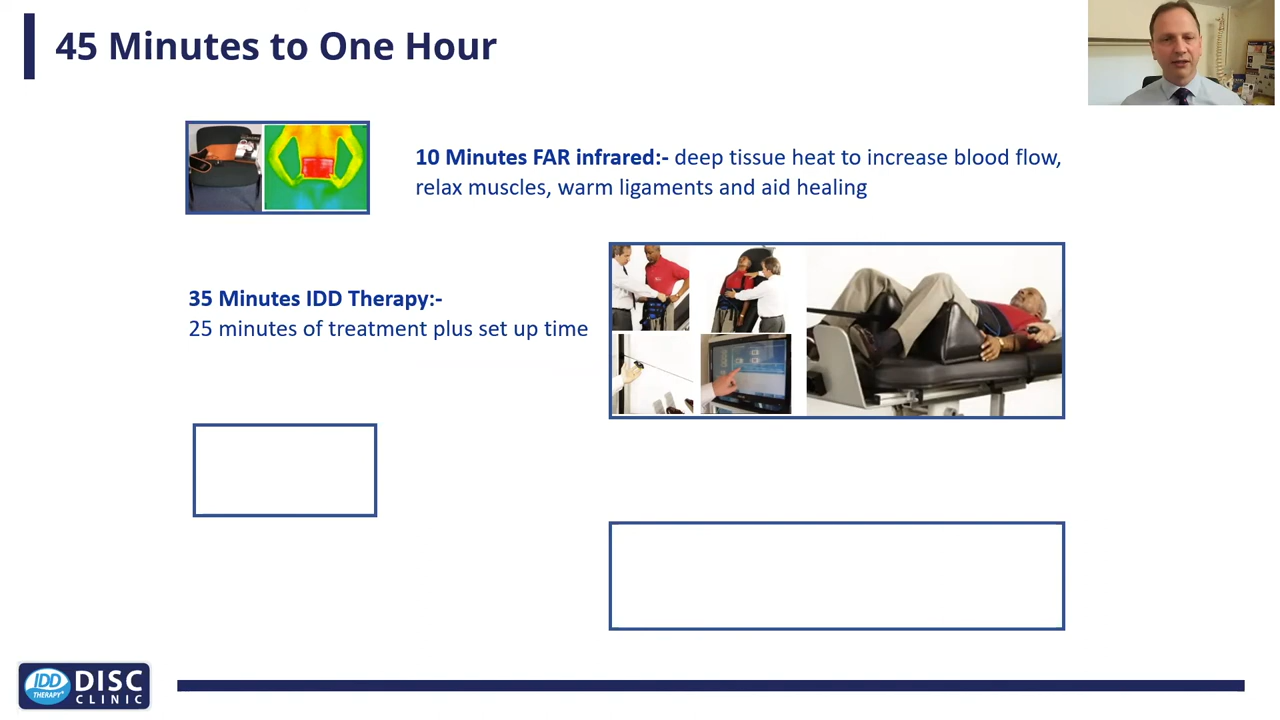 45 Minutes to One Hour
10 Minutes FAR infrared:- deep tissue heat to increase blood flow,
relax muscles, warm ligaments and aid healing
35 Minutes IDD Therapy:-
25 minutes of treatment plus set up time
IDD
THERAPY
DISC
CLINIC